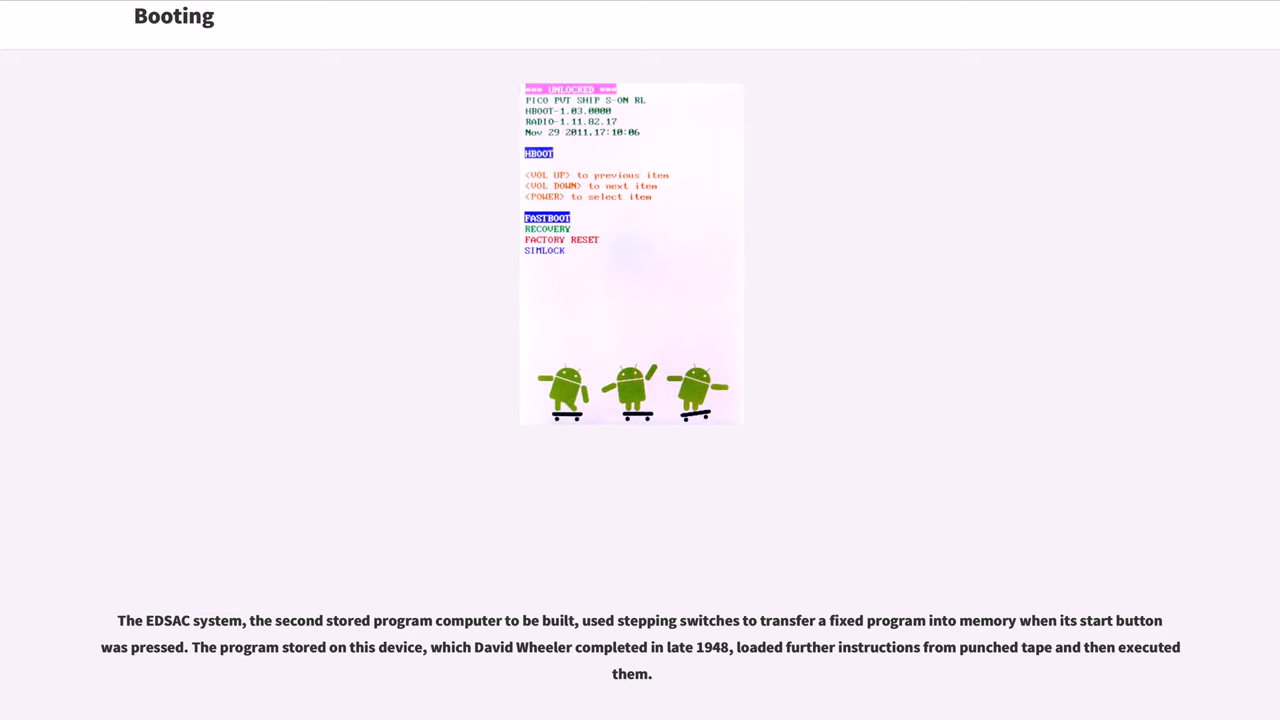 Booting
*** UNLOCKED ***
PICO PVT SHIP S-ON RL
HBOOT-1.03.0000
RADIO-1.11.82.17
Nov 29 2011,17:10:06
HBOOT
<VOL UP> to previous item
<VOL DOWN> to next item
<POWER> to select item
FASTBOOT
RECOVERY
FACTORY RESET
SIMLOCK
The EDSAC system, the second stored program computer to be built, used stepping switches to transfer a fixed program into memory when its start button
was pressed. The program stored on this device, which David Wheeler completed in late 1948, loaded further instructions from punched tape and then executed
them.